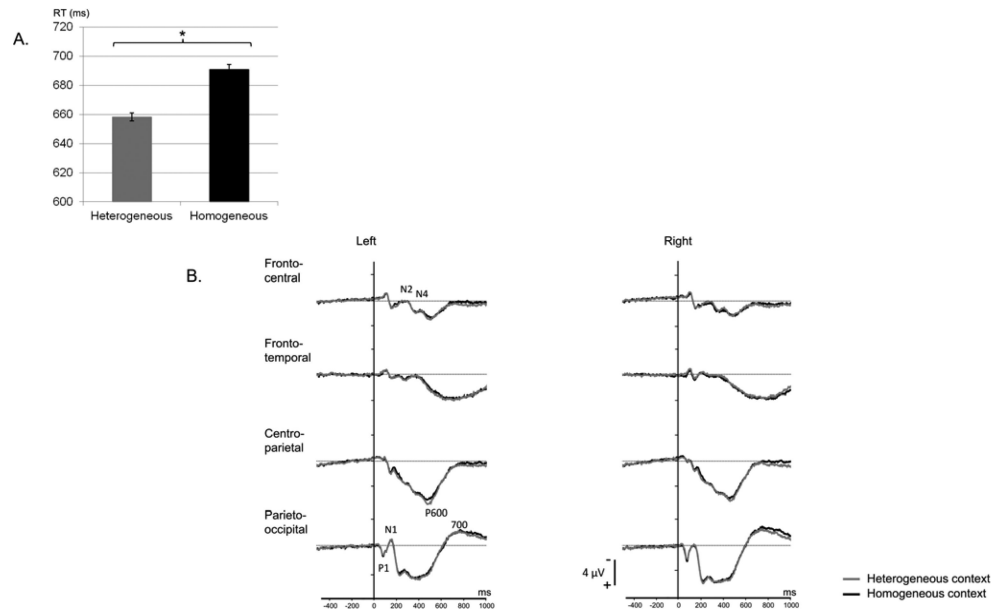 RT (ms)
A.
720
700
680
660
640
620
600
*
Heterogeneous Homogeneous
B.
Left Right
Fronto-
central
N2
N4
Fronto-
temporal
Centro-
parietal
P600
Parieto-
occipital
N1
700
P1
4 µV
-
+
ms ms
-400 -200 0 200 400 600 800 1000
-400 -200 0 200 400 600 800 1000
Heterogeneous context
Homogeneous context